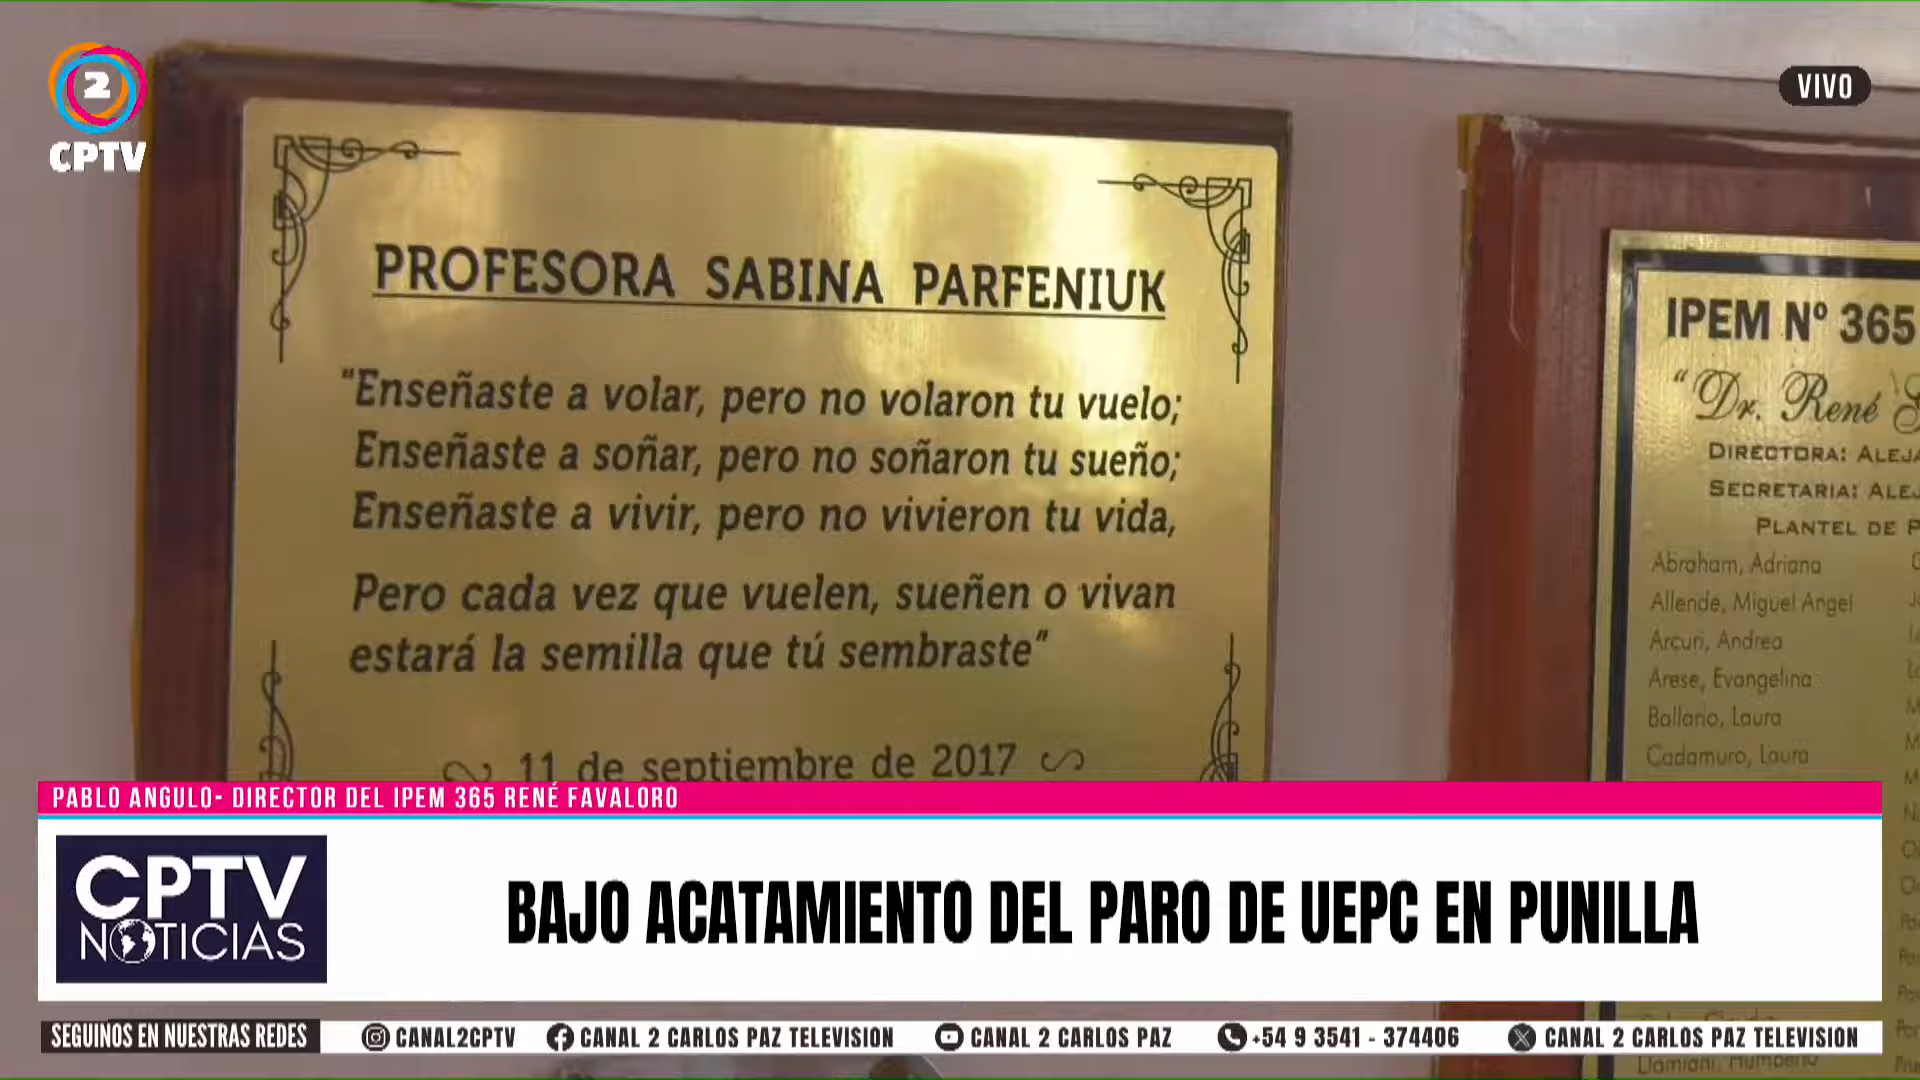 2
CPTV
VIVO
PROFESORA SABINA PARFENIUK
"Enseñaste a volar, pero no volaron tu vuelo;
Enseñaste a soñar, pero no soñaron tu sueño;
Enseñaste a vivir, pero no vivieron tu vida,
Pero cada vez que vuelen, sueñen o vivan
estará la semilla que tú sembraste"
11 de septiembre de 2017
IPEM Nº 365
"Dr. René
DIRECTORA:
SECRETARIA:
PLANTEL DE
Abraham, Adriana
Allende, Miguel Angel
Arcuri, Andrea
Arese, Evangelina
Ballario, Laura
Cadamuro, Laura
PABLO ANGULO- DIRECTOR DEL IPEM 365 RENÉ FAVALORO
CPTV
NOTICIAS
BAJO ACATAMIENTO DEL PARO DE UEPC EN PUNILLA
SEGUINOS EN NUESTRAS REDES CANAL2CPTV CANAL 2 CARLOS PAZ TELEVISION CANAL 2 CARLOS PAZ +54 9 3541 - 374406 CANAL 2 CARLOS PAZ TELEVISION